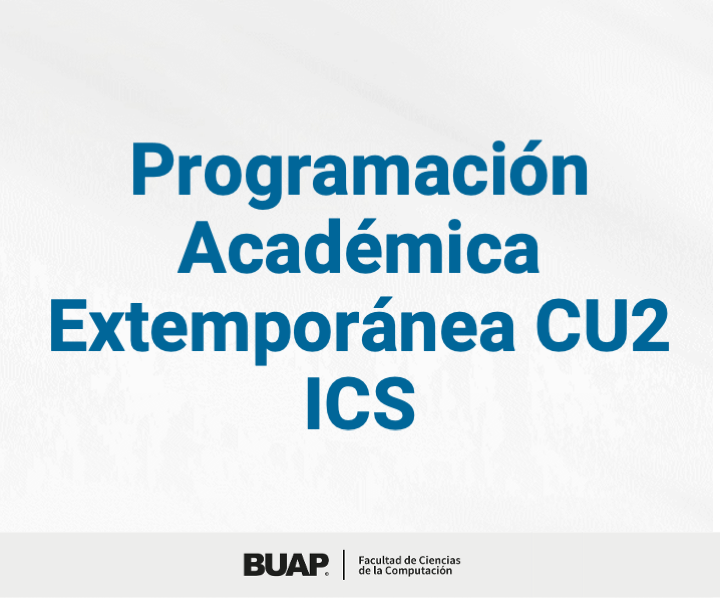 Programación
Académica
Extemporánea CU2
ICS
BUAP
Facultad de Ciencias
de la Computación